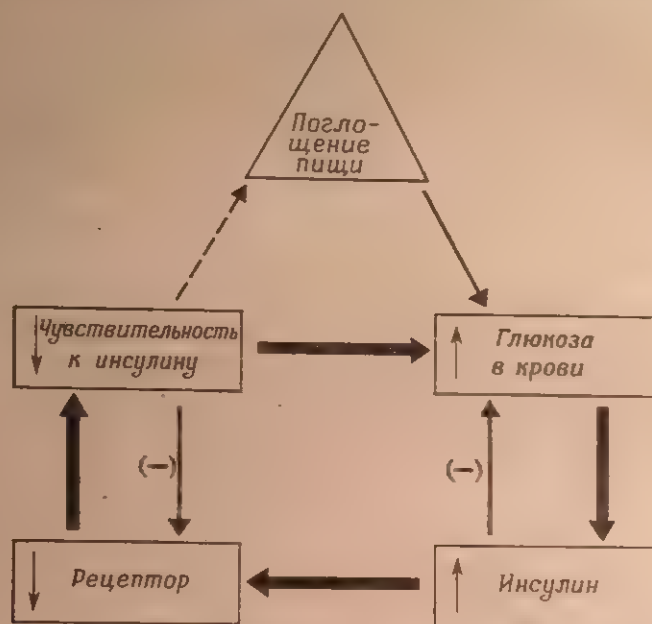 Погло-
щение
пищи
↓ Чувствительность
к инсулину
↑ Глюкоза
в крови
(—)
(—)
↓ Рецептор
↑ Инсулин